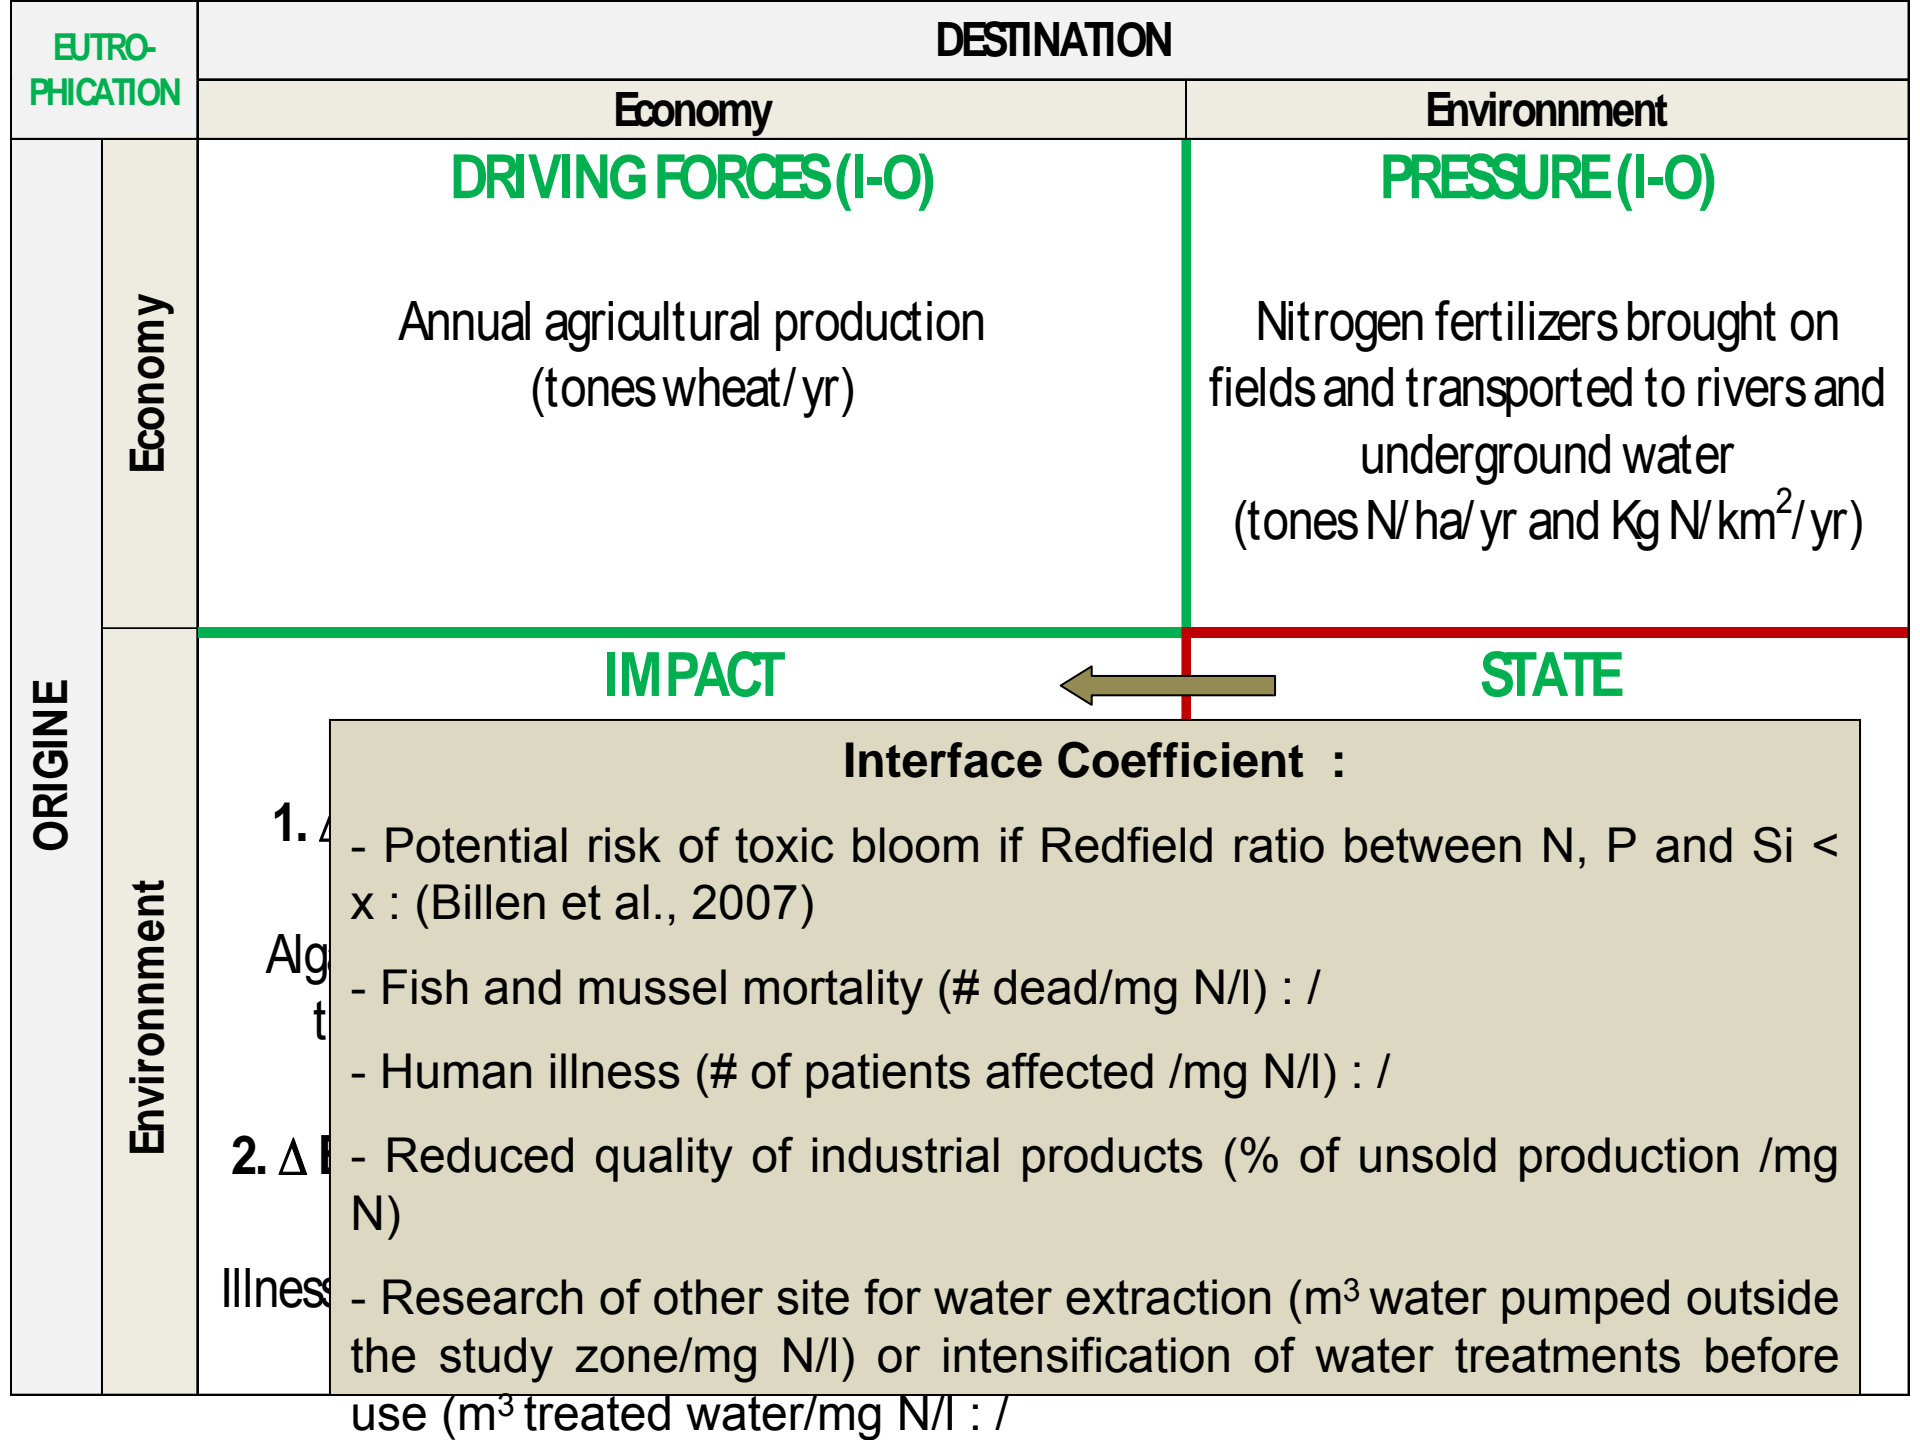 EUTRO-
PHICATION
DESTINATION
Economy
Environnment
ORIGINE
Economy
DRIVING FORCES (I-O)
Annual agricultural production
(tones wheat/yr)
PRESSURE (I-O)
Nitrogen fertilizers brought on
fields and transported to rivers and
underground water
(tones N/ha/yr and Kg N/km²/yr)
Environnment
IMPACT
STATE
1.
2. Δ
Interface Coefficient :
- Potential risk of toxic bloom if Redfield ratio between N, P and Si <
x : (Billen et al., 2007)
- Fish and mussel mortality (# dead/mg N/l) : /
- Human illness (# of patients affected /mg N/l) : /
- Reduced quality of industrial products (% of unsold production /mg
N)
- Research of other site for water extraction (m³ water pumped outside
the study zone/mg N/l) or intensification of water treatments before
use (m³ treated water/mg N/l : /